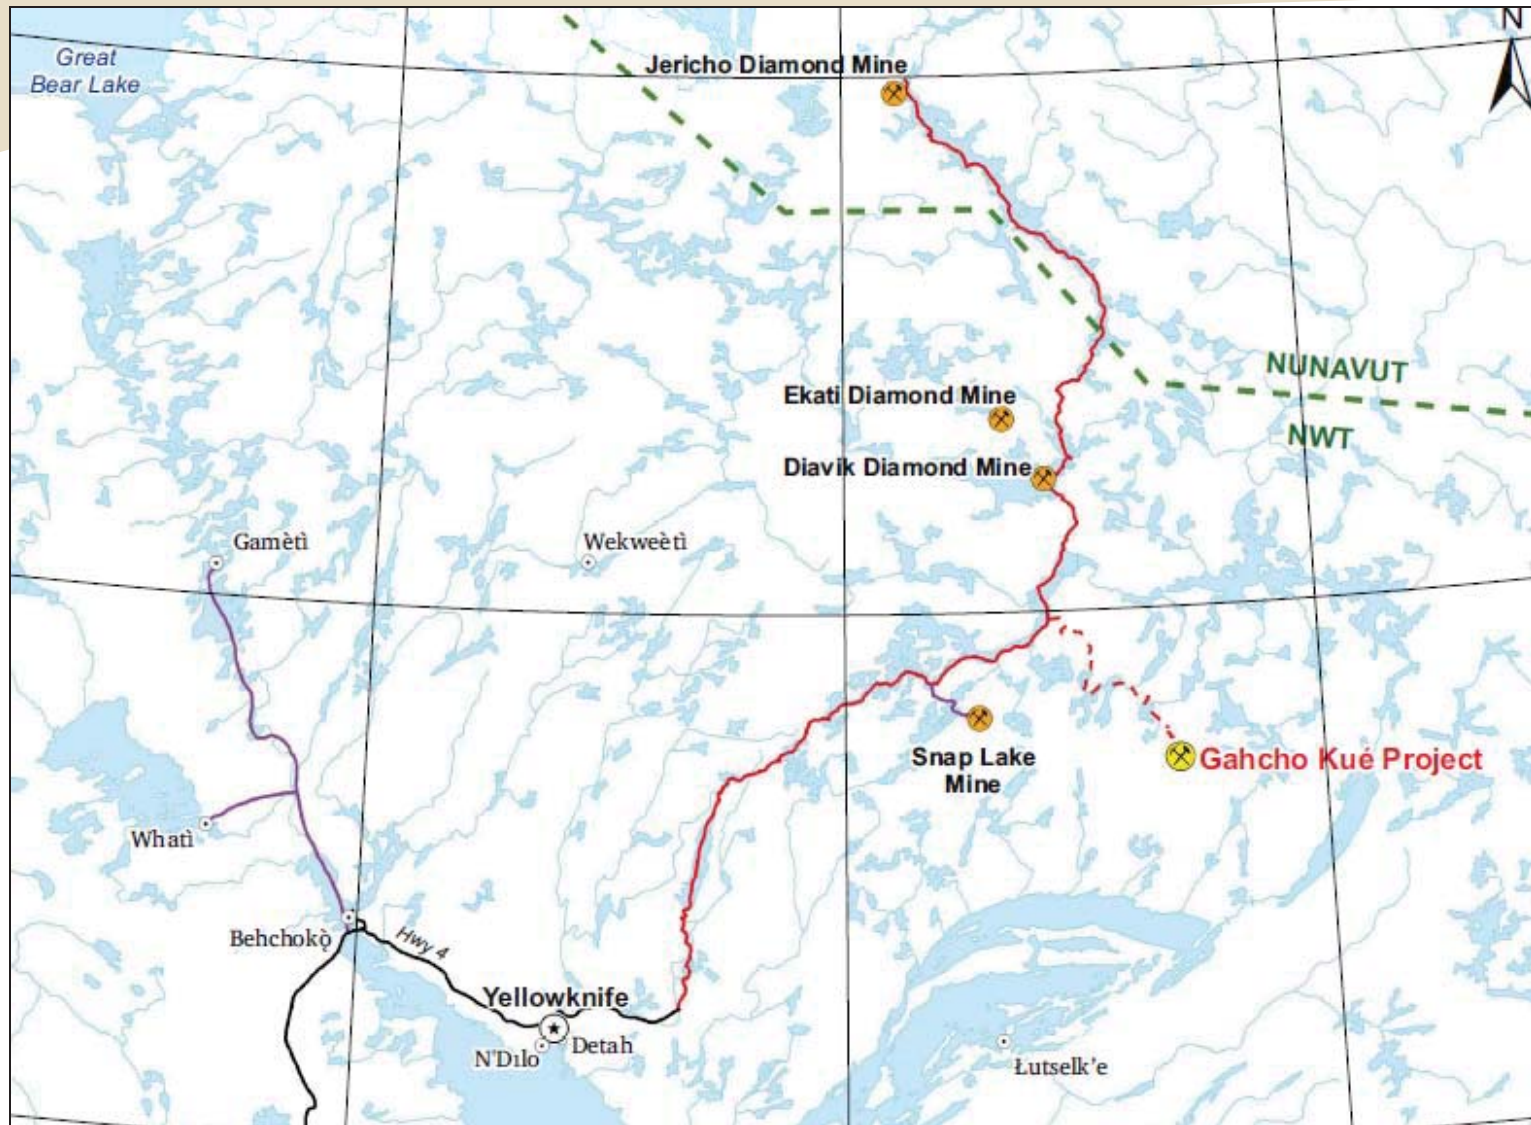 N
Great
Bear Lake
Jericho Diamond Mine
NUNAVUT
NWT
Ekati Diamond Mine
Diavik Diamond Mine
Gamètì
Wekweètì
Snap Lake
Mine
Gahcho Kué Project
Whatì
Behchokǫ̀
Hwy 4
Yellowknife
N'Dılo
Detah
Łutselk'e